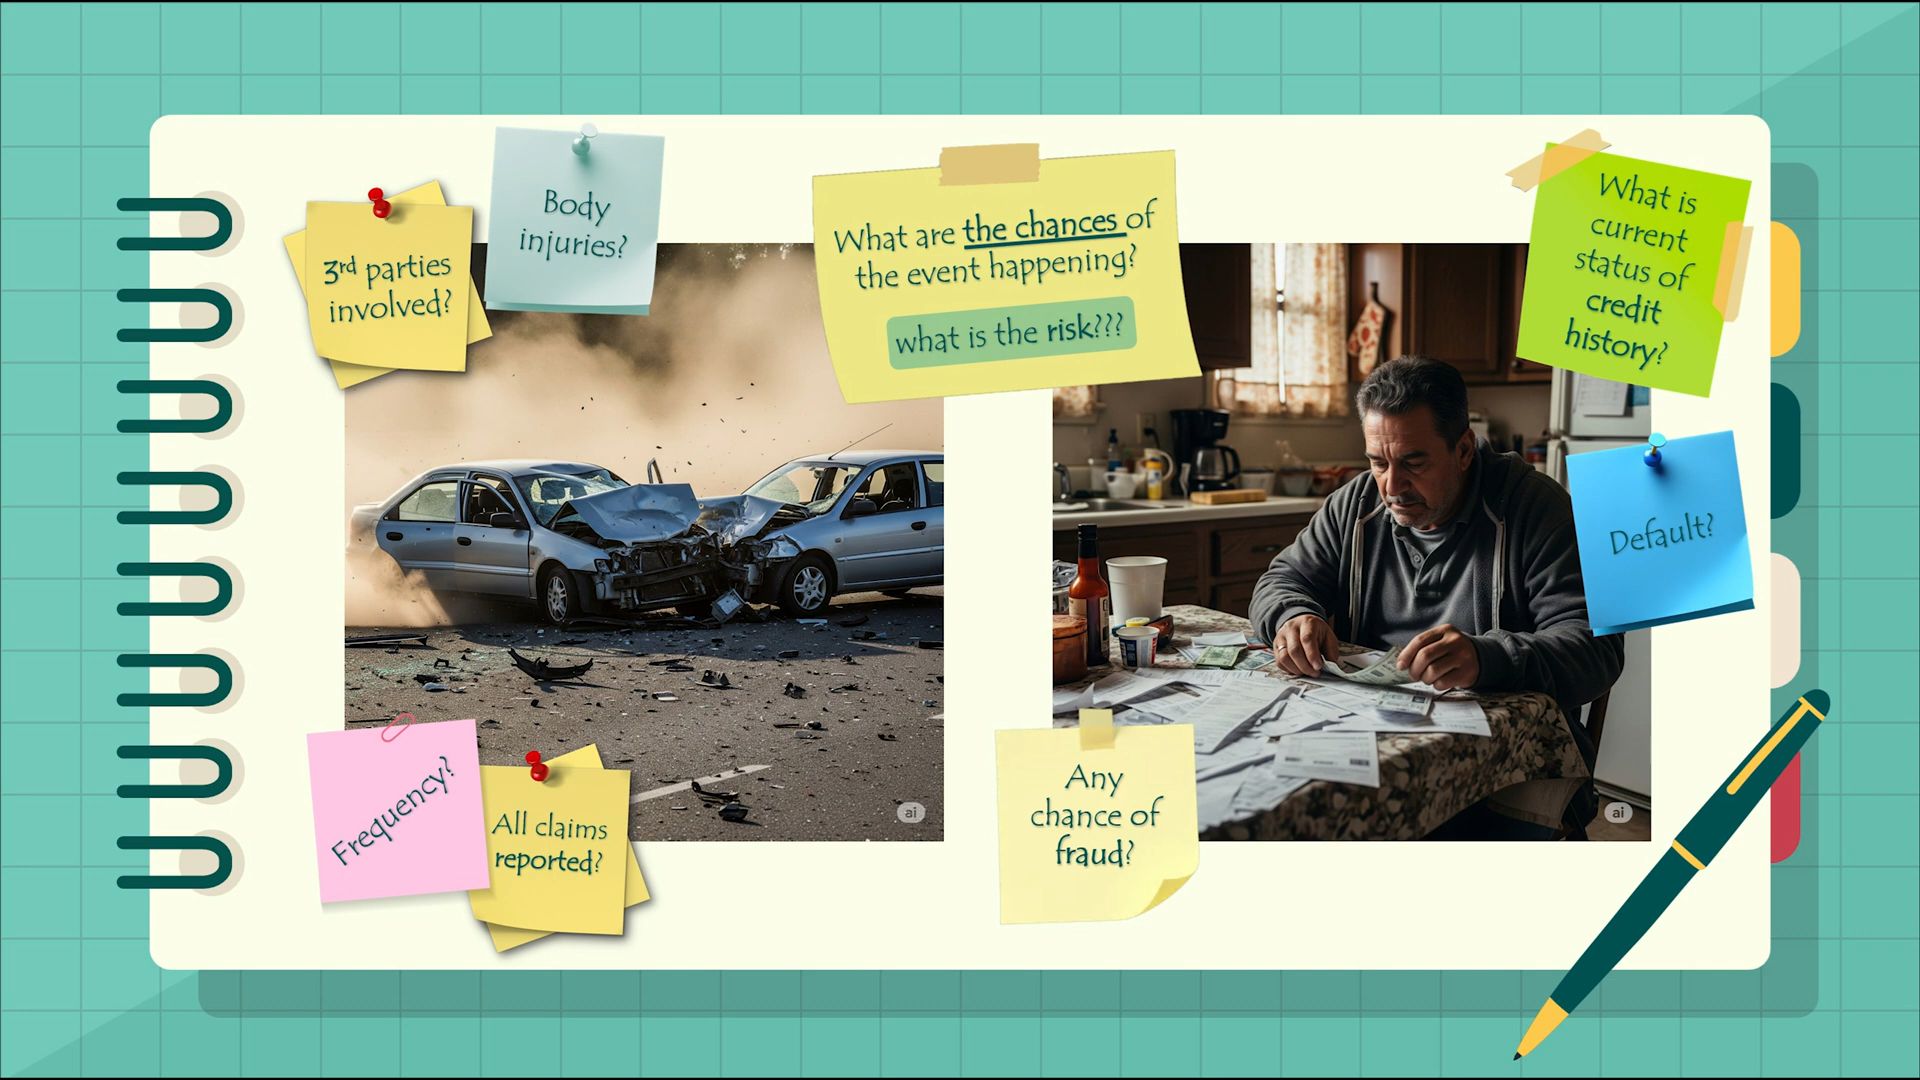 3rd parties
involved?
Body
injuries?
What are the chances of
the event happening?
what is the risk???
What is
current
status of
credit
history?
Default?
Frequency?
All claims
reported?
Any
chance of
fraud?
ai
ai